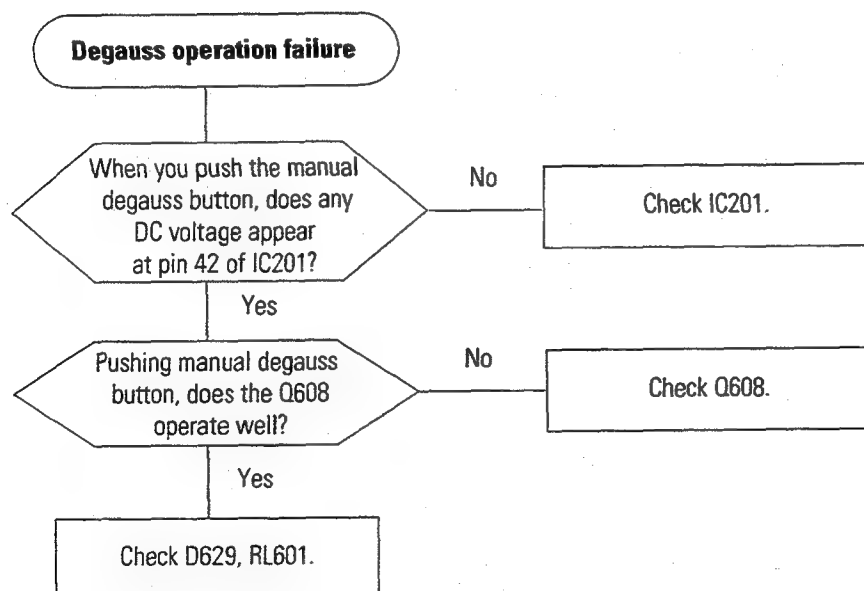 Degauss operation failure
When you push the manual
degauss button, does any
DC voltage appear
at pin 42 of IC201?
No
Check IC201.
Yes
Pushing manual degauss
button, does the Q608
operate well?
No
Check Q608.
Yes
Check D629, RL601.